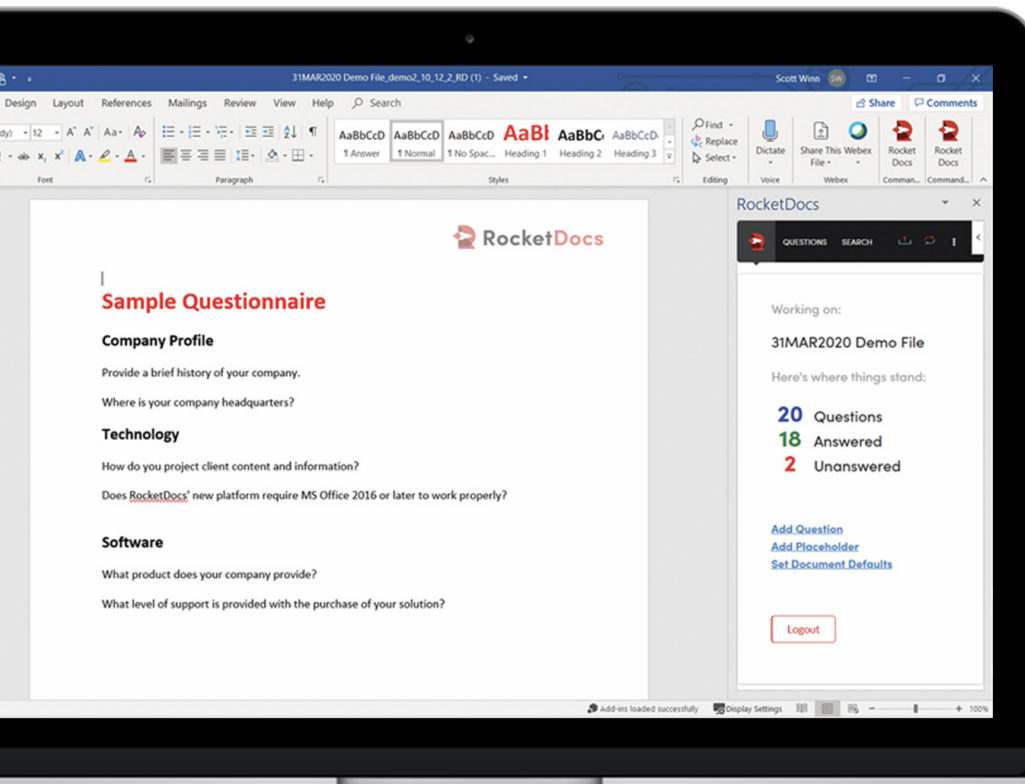 31MAR2020 Demo File_demo2_10_12_2_RD (1) - Saved
Scott Winn SW
Design Layout References Mailings Review View Help Search
Share Comments
dy) 12 A A Aa A
ab x, x² A A
AaBbCcD AaBbCcD AaBbCcD AaBl AaBbC AaBbCcD
¶ Answer ¶ Normal ¶ No Spac... Heading 1 Heading 2 Heading 3
Find
Replace
Select
Dictate
Share This File
Webex
Rocket Docs
Rocket Docs
Font Paragraph Styles Editing Voice Webex Comman... Command...
RocketDocs
RocketDocs
QUESTIONS SEARCH
Sample Questionnaire
Company Profile
Provide a brief history of your company.
Where is your company headquarters?
Technology
How do you project client content and information?
Does RocketDocs' new platform require MS Office 2016 or later to work properly?
Software
What product does your company provide?
What level of support is provided with the purchase of your solution?
Working on:
31MAR2020 Demo File
Here's where things stand:
20 Questions
18 Answered
2 Unanswered
Add Question
Add Placeholder
Set Document Defaults
Logout
Add-ins loaded successfully Display Settings 100%